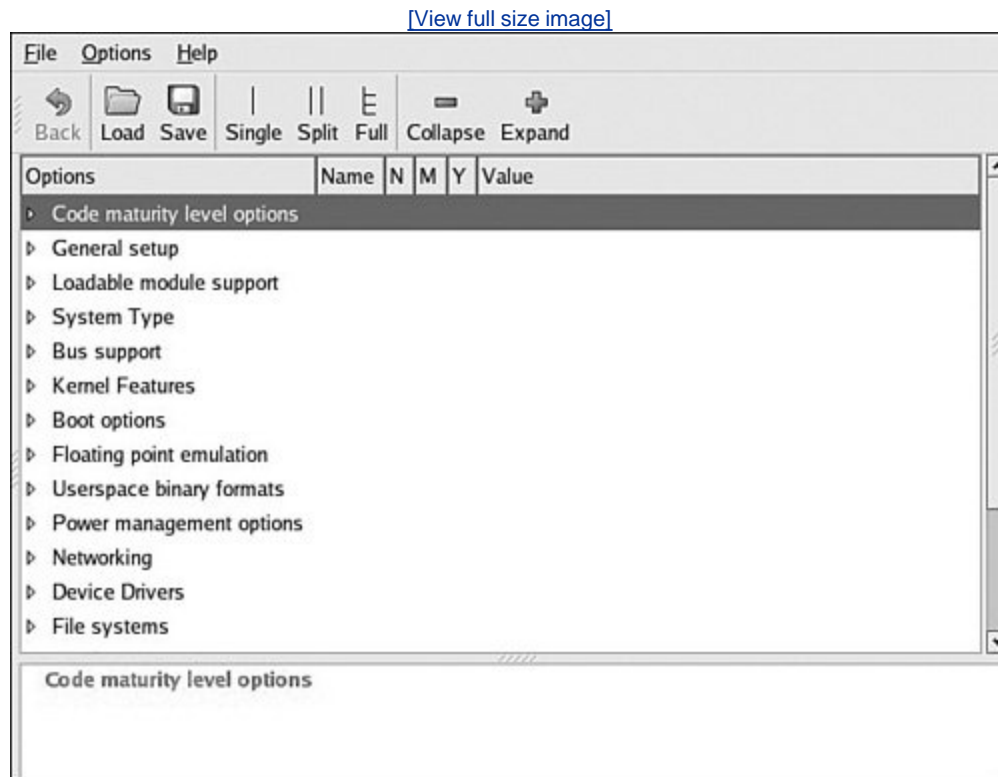 [View full size image]
File Options Help
Back Load Save Single Split Full Collapse Expand
Options Name N M Y Value
Code maturity level options
General setup
Loadable module support
System Type
Bus support
Kernel Features
Boot options
Floating point emulation
Userspace binary formats
Power management options
Networking
Device Drivers
File systems
Code maturity level options